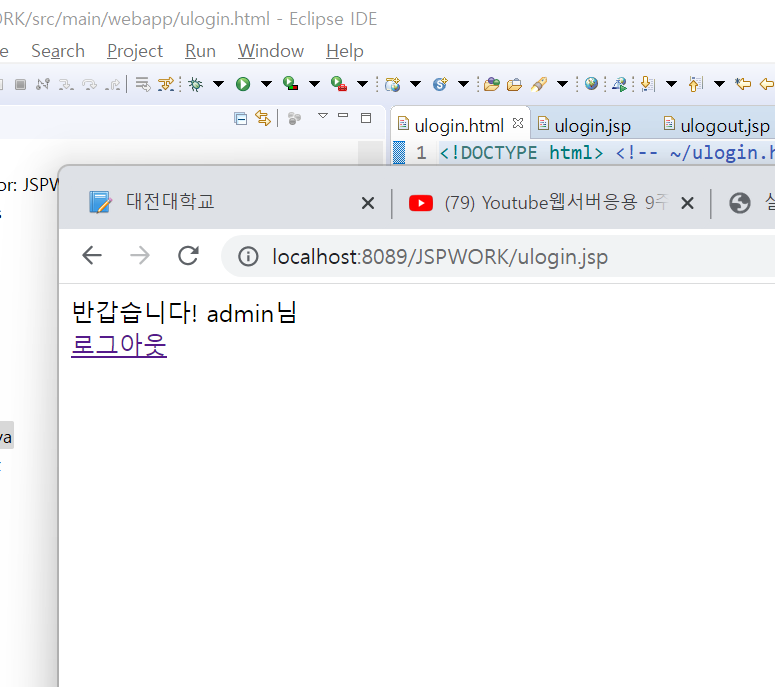 RK/src/main/webapp/ulogin.html - Eclipse IDE
Search Project Run Window Help
ulogin.html ulogin.jsp ulogout.jsp
1 <!DOCTYPE html> <!-- ~/ulogin.h
or: JSPW
대전대학교 (79) Youtube웹서버응용 9주
localhost:8089/JSPWORK/ulogin.jsp
반갑습니다! admin님
로그아웃
va